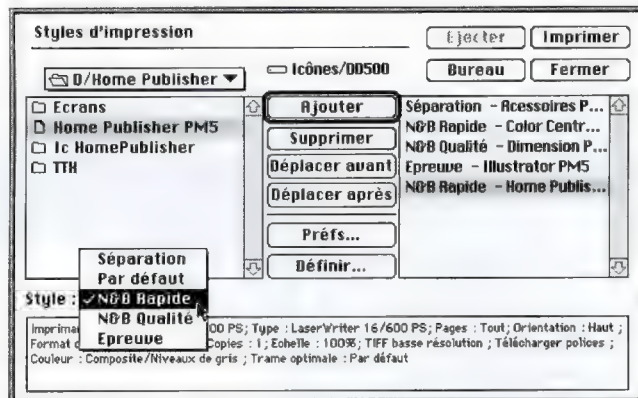 Styles d'impression
Ejecter
Imprimer
D/Home Publisher
Icônes/DD500
Bureau
Fermer
Ecrans
Home Publisher PM5
Ic HomePublisher
TTH
Ajouter
Supprimer
Déplacer avant
Déplacer après
Préfs...
Définir...
Séparation - Acessoires P...
N&B Rapide - Color Centr...
N&B Qualité - Dimension P...
Epreuve - Illustrator PM5
N&B Rapide - Home Publis...
Style :
Séparation
Par défaut
✓N&B Rapide
N&B Qualité
Epreuve
00 PS; Type : LaserWriter 16/600 PS; Pages : Tout; Orientation : Haut ;
Format Copies : 1; Echelle : 100%; TIFF basse résolution ; Télécharger polices ;
Couleur : Composite/Niveaux de gris ; Trame optimale : Par défaut